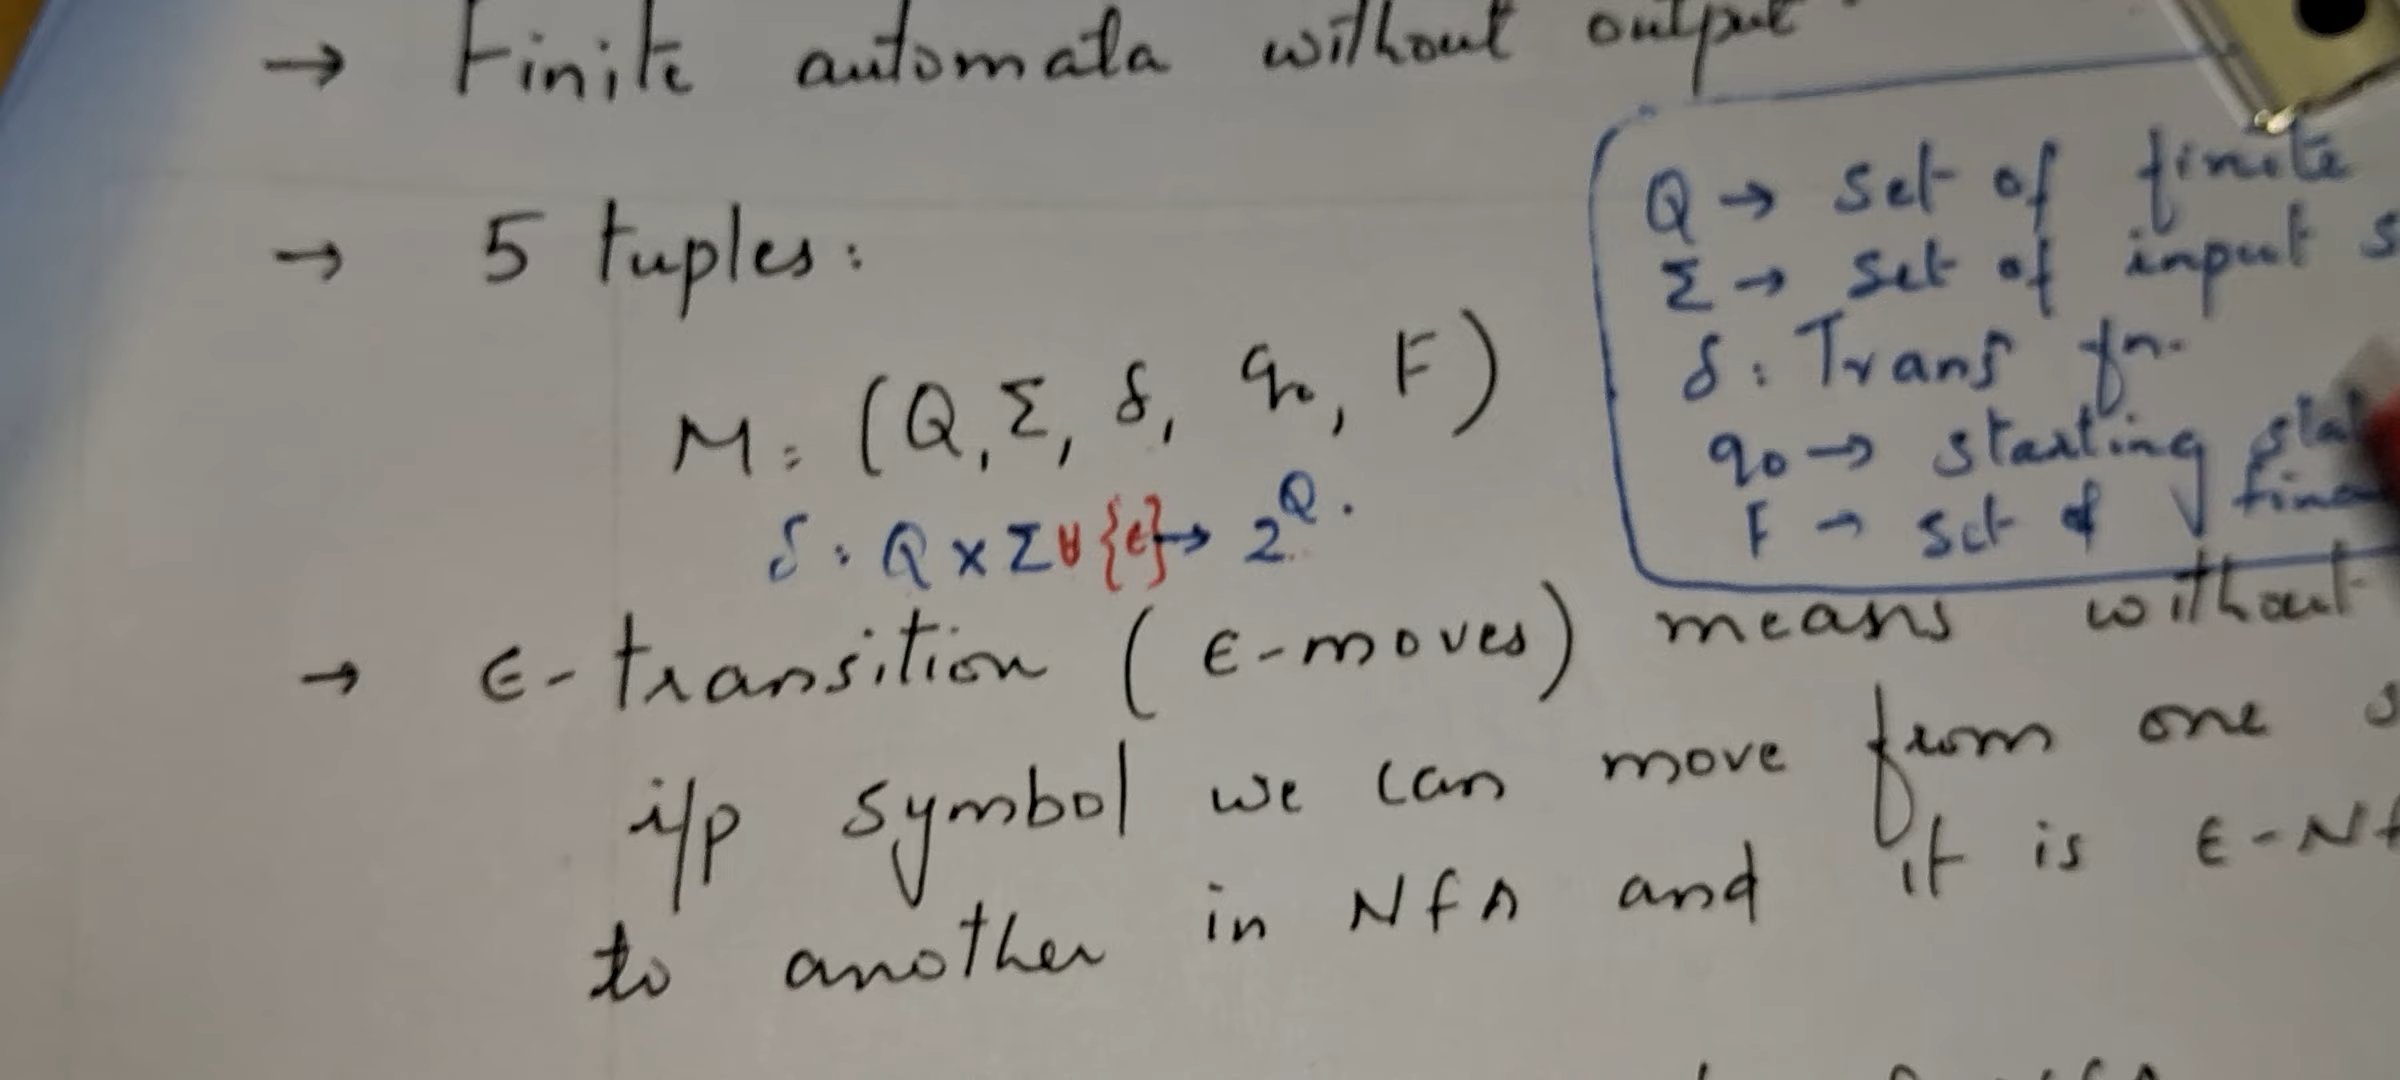 → Finite automata without output
→ 5 tuples:
M = (Q, Σ, δ, q₀, F)
δ : Q × Σ ∪ {ϵ} → 2^Q.
Q → set of finite
Σ → set of input
δ : Trans fn.
q₀ → starting
F → set of
→ ϵ-transition (ϵ-moves) means without
i/p symbol we can move from one
to another in NFA and it is